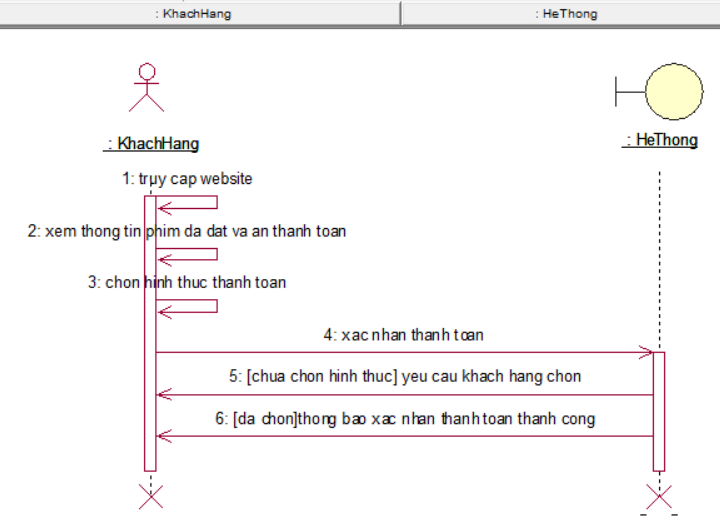 : KhachHang
: HeThong
: KhachHang
: HeThong
1: truy cap website
2: xem thong tin phim da dat va an thanh toan
3: chon hinh thuc thanh toan
4: xac nhan thanh toan
5: [chua chon hinh thuc] yeu cau khach hang chon
6: [da chon]thong bao xac nhan thanh toan thanh cong